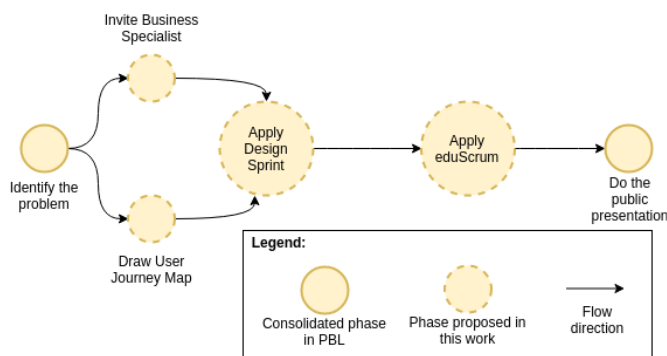 Invite Business
Specialist
Identify the
problem
Draw User
Journey Map
Apply
Design
Sprint
Apply
eduScrum
Do the
public
presentation
Legend:
Consolidated phase
in PBL
Phase proposed in
this work
Flow
direction